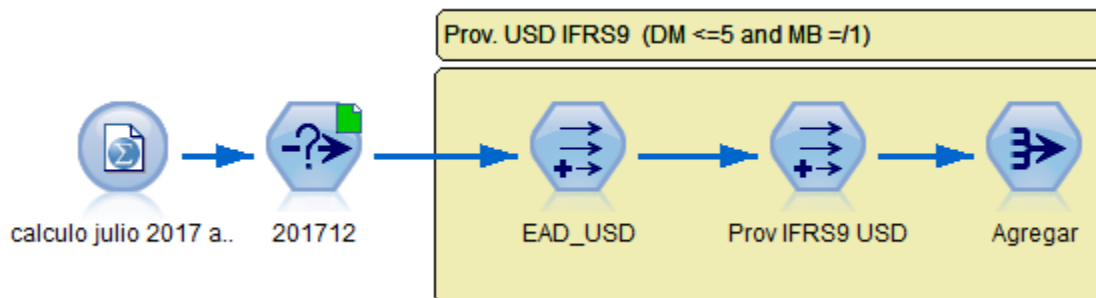 Prov. USD IFRS9 (DM <=5 and MB =/1)
calculo julio 2017 a..
201712
EAD_USD
Prov IFRS9 USD
Agregar